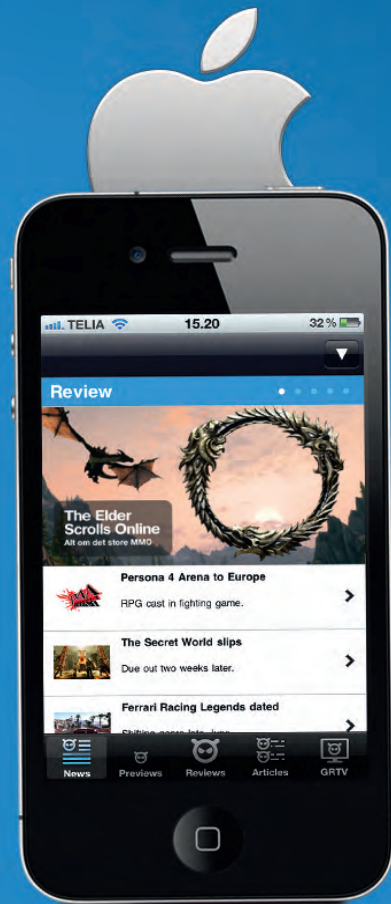 TELIA 15.20 32%
Review
The Elder
Scrolls Online
Alt om det store MMO
Persona 4 Arena to Europe
RPG cast in fighting game.
The Secret World slips
Due out two weeks later.
Ferrari Racing Legends dated
News Previews Reviews Articles GRTV